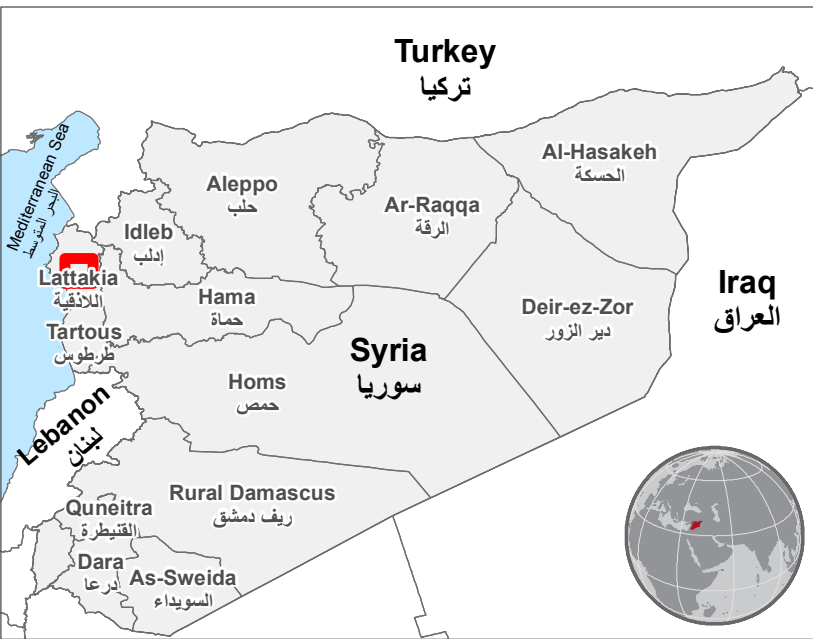 Turkey
تركيا
Mediterranean Sea
البحر المتوسط
Al-Hasakeh
الحسكة
Aleppo
حلب
Ar-Raqqa
الرقة
Idleb
إدلب
Lattakia
اللاذقية
Hama
حماة
Deir-ez-Zor
دير الزور
Iraq
العراق
Tartous
طرطوس
Syria
سوريا
Homs
حمص
Lebanon
لبنان
Rural Damascus
ريف دمشق
Quneitra
القنيطرة
Dara
درعا
As-Sweida
السويداء